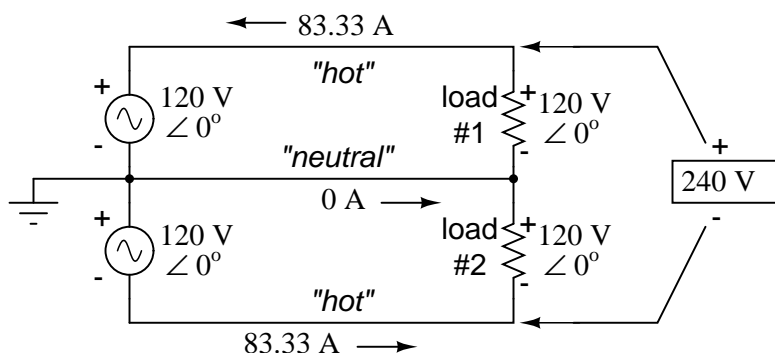 83.33 A
"hot"
+ 120 V ∠ 0° -
load #1
+ 120 V ∠ 0° -
+ 240 V -
"neutral"
0 A
+ 120 V ∠ 0° -
load #2
+ 120 V ∠ 0° -
"hot"
83.33 A